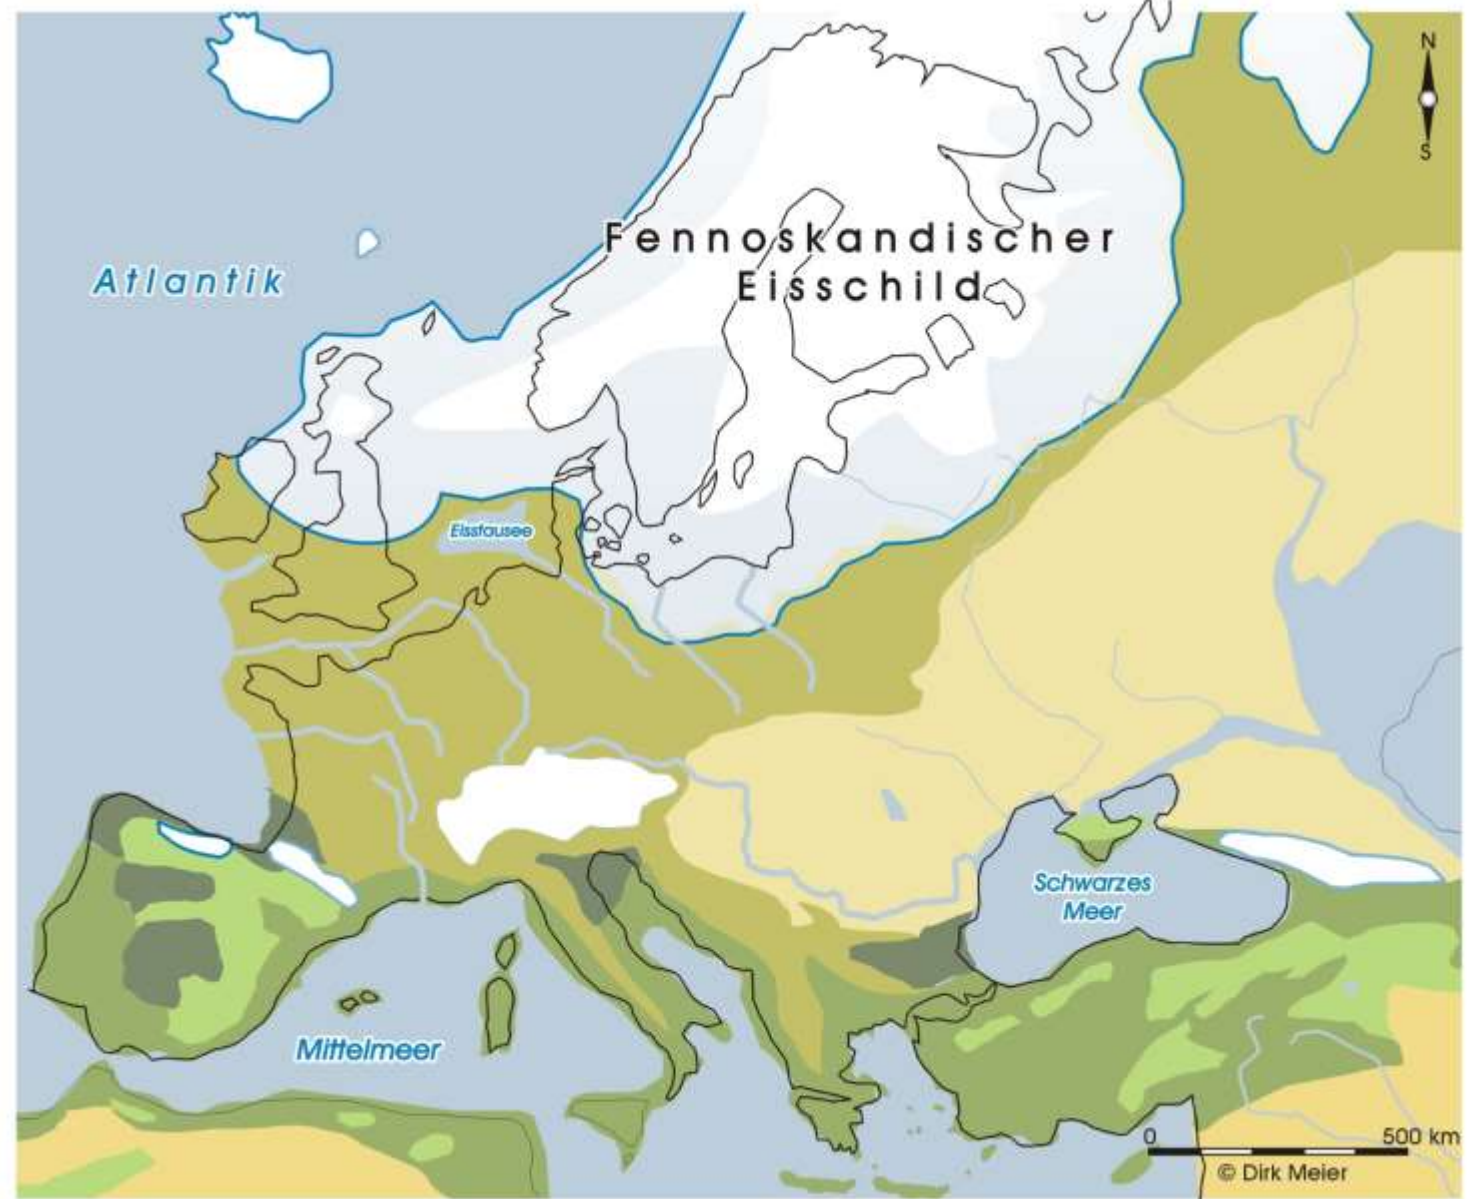 N
S
Fennoskandischer
Eisschild
Atlantik
Eisstausee
Schwarzes
Meer
Mittelmeer
0 500 km
© Dirk Meier